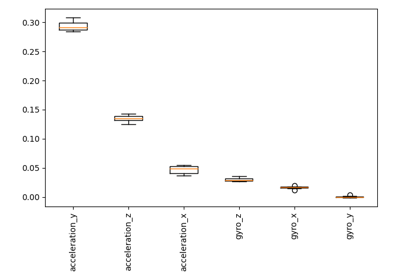 0.30
0.25
0.20
0.15
0.10
0.05
0.00
acceleration_y
acceleration_z
acceleration_x
gyro_z
gyro_x
gyro_y